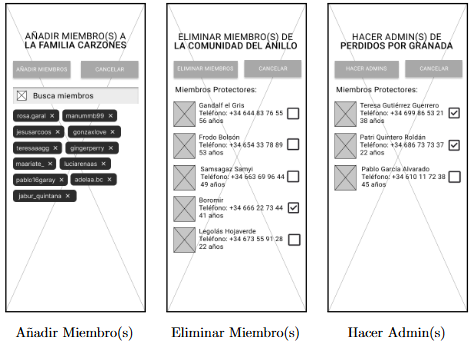 AÑADIR MIEMBRO(S) A
LA FAMILIA CARZONES
AÑADIR MIEMBROS
CANCELAR
Busca miembros
rosa.garal ×
manummb99 ×
jesusarcoos ×
gonzaxlove ×
teresaaagg ×
gingerperry ×
maariate_ ×
luciarenaas ×
pablo16garay ×
adelaa.bc ×
jabur_quintana ×
Añadir Miembro(s)
ELIMINAR MIEMBRO(S) DE
LA COMUNIDAD DEL ANILLO
ELIMINAR MIEMBROS
CANCELAR
Miembros Protectores:
Gandalf el Gris
Teléfono: +34 644 83 76 55
56 años
Frodo Bolsón
Teléfono: +34 654 33 78 89
53 años
Samsagaz Samyi
Teléfono: +34 663 69 96 44
49 años
Boromir
Teléfono: +34 666 22 73 44
41 años
Légolas Hojaverde
Teléfono: +34 673 55 91 28
22 años
Eliminar Miembro(s)
HACER ADMIN(S) DE
PERDIDOS POR GRANADA
HACER ADMINS
CANCELAR
Miembros Protectores:
Teresa Gutiérrez Guerrero
Teléfono: +34 699 86 53 21
38 años
Patri Quintero Roldán
Teléfono: +34 686 73 73 37
22 años
Pablo García Alvarado
Teléfono: +34 610 11 72 38
45 años
Hacer Admin(s)